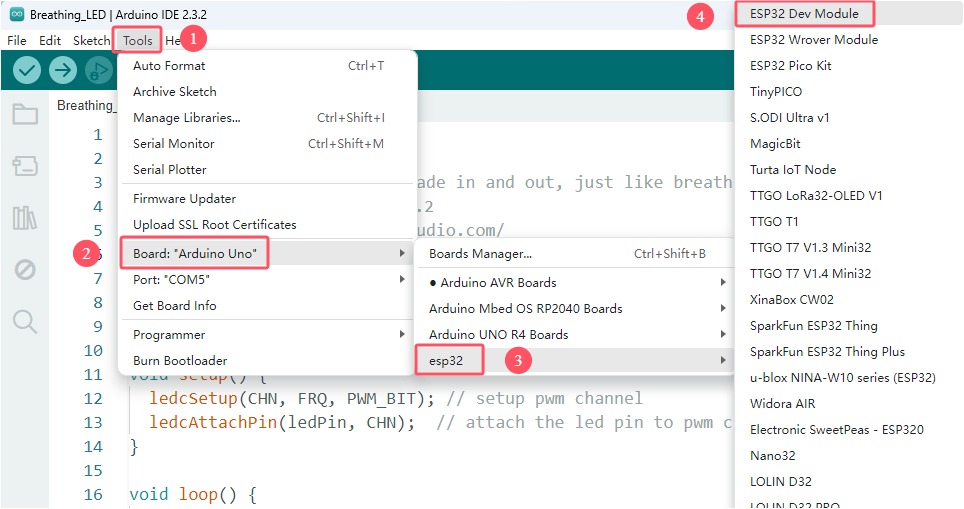 Breathing_LED | Arduino IDE 2.3.2
File Edit Sketch Tools He
1
Auto Format Ctrl+T
Archive Sketch
Manage Libraries... Ctrl+Shift+I
Serial Monitor Ctrl+Shift+M
Serial Plotter
Firmware Updater
Upload SSL Root Certificates
2
Board: "Arduino Uno"
Port: "COM5"
Get Board Info
Programmer
Burn Bootloader
Boards Manager... Ctrl+Shift+B
● Arduino AVR Boards
Arduino Mbed OS RP2040 Boards
Arduino UNO R4 Boards
esp32
3
4
ESP32 Dev Module
ESP32 Wrover Module
ESP32 Pico Kit
TinyPICO
S.ODI Ultra v1
MagicBit
Turta IoT Node
TTGO LoRa32-OLED V1
TTGO T1
TTGO T7 V1.3 Mini32
TTGO T7 V1.4 Mini32
XinaBox CW02
SparkFun ESP32 Thing
SparkFun ESP32 Thing Plus
u-blox NINA-W10 series (ESP32)
Widora AIR
Electronic SweetPeas - ESP320
Nano32
LOLIN D32
LOLIN D32 PRO
Breathing_
1
2
3 ade in and out, just like breath
4 .2
5 udio.com/
7
8
9
10
11 void setup() {
12 ledcSetup(CHN, FRQ, PWM_BIT); // setup pwm channel
13 ledcAttachPin(ledPin, CHN); // attach the led pin to pwm c
14 }
15
16 void loop() {